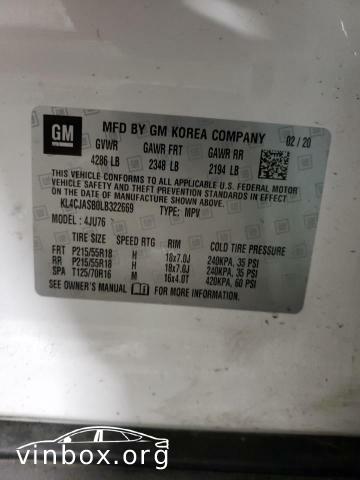 GM
MFD BY GM KOREA COMPANY 02/20
GVWR GAWR FRT GAWR RR
4286 LB 2348 LB 2194 LB
THIS VEHICLE CONFORMS TO ALL APPLICABLE U.S. FEDERAL MOTOR
VEHICLE SAFETY, BUMPER, AND THEFT PREVENTION STANDARDS IN EFFECT
ON THE DATE OF MANUFACTURE SHOWN ABOVE.
KL4CJASB0LB322669 TYPE: MPV
MODEL: 4JU76
TIRE SIZE SPEED RTG RIM COLD TIRE PRESSURE
FRT P215/55R18 H 18x7.0J 240KPA, 35 PSI
RR P215/55R18 H 18x7.0J 240KPA, 35 PSI
SPA T125/70R16 M 16x4.0T 420KPA, 60 PSI
SEE OWNER'S MANUAL FOR MORE INFORMATION.
vinbox.org